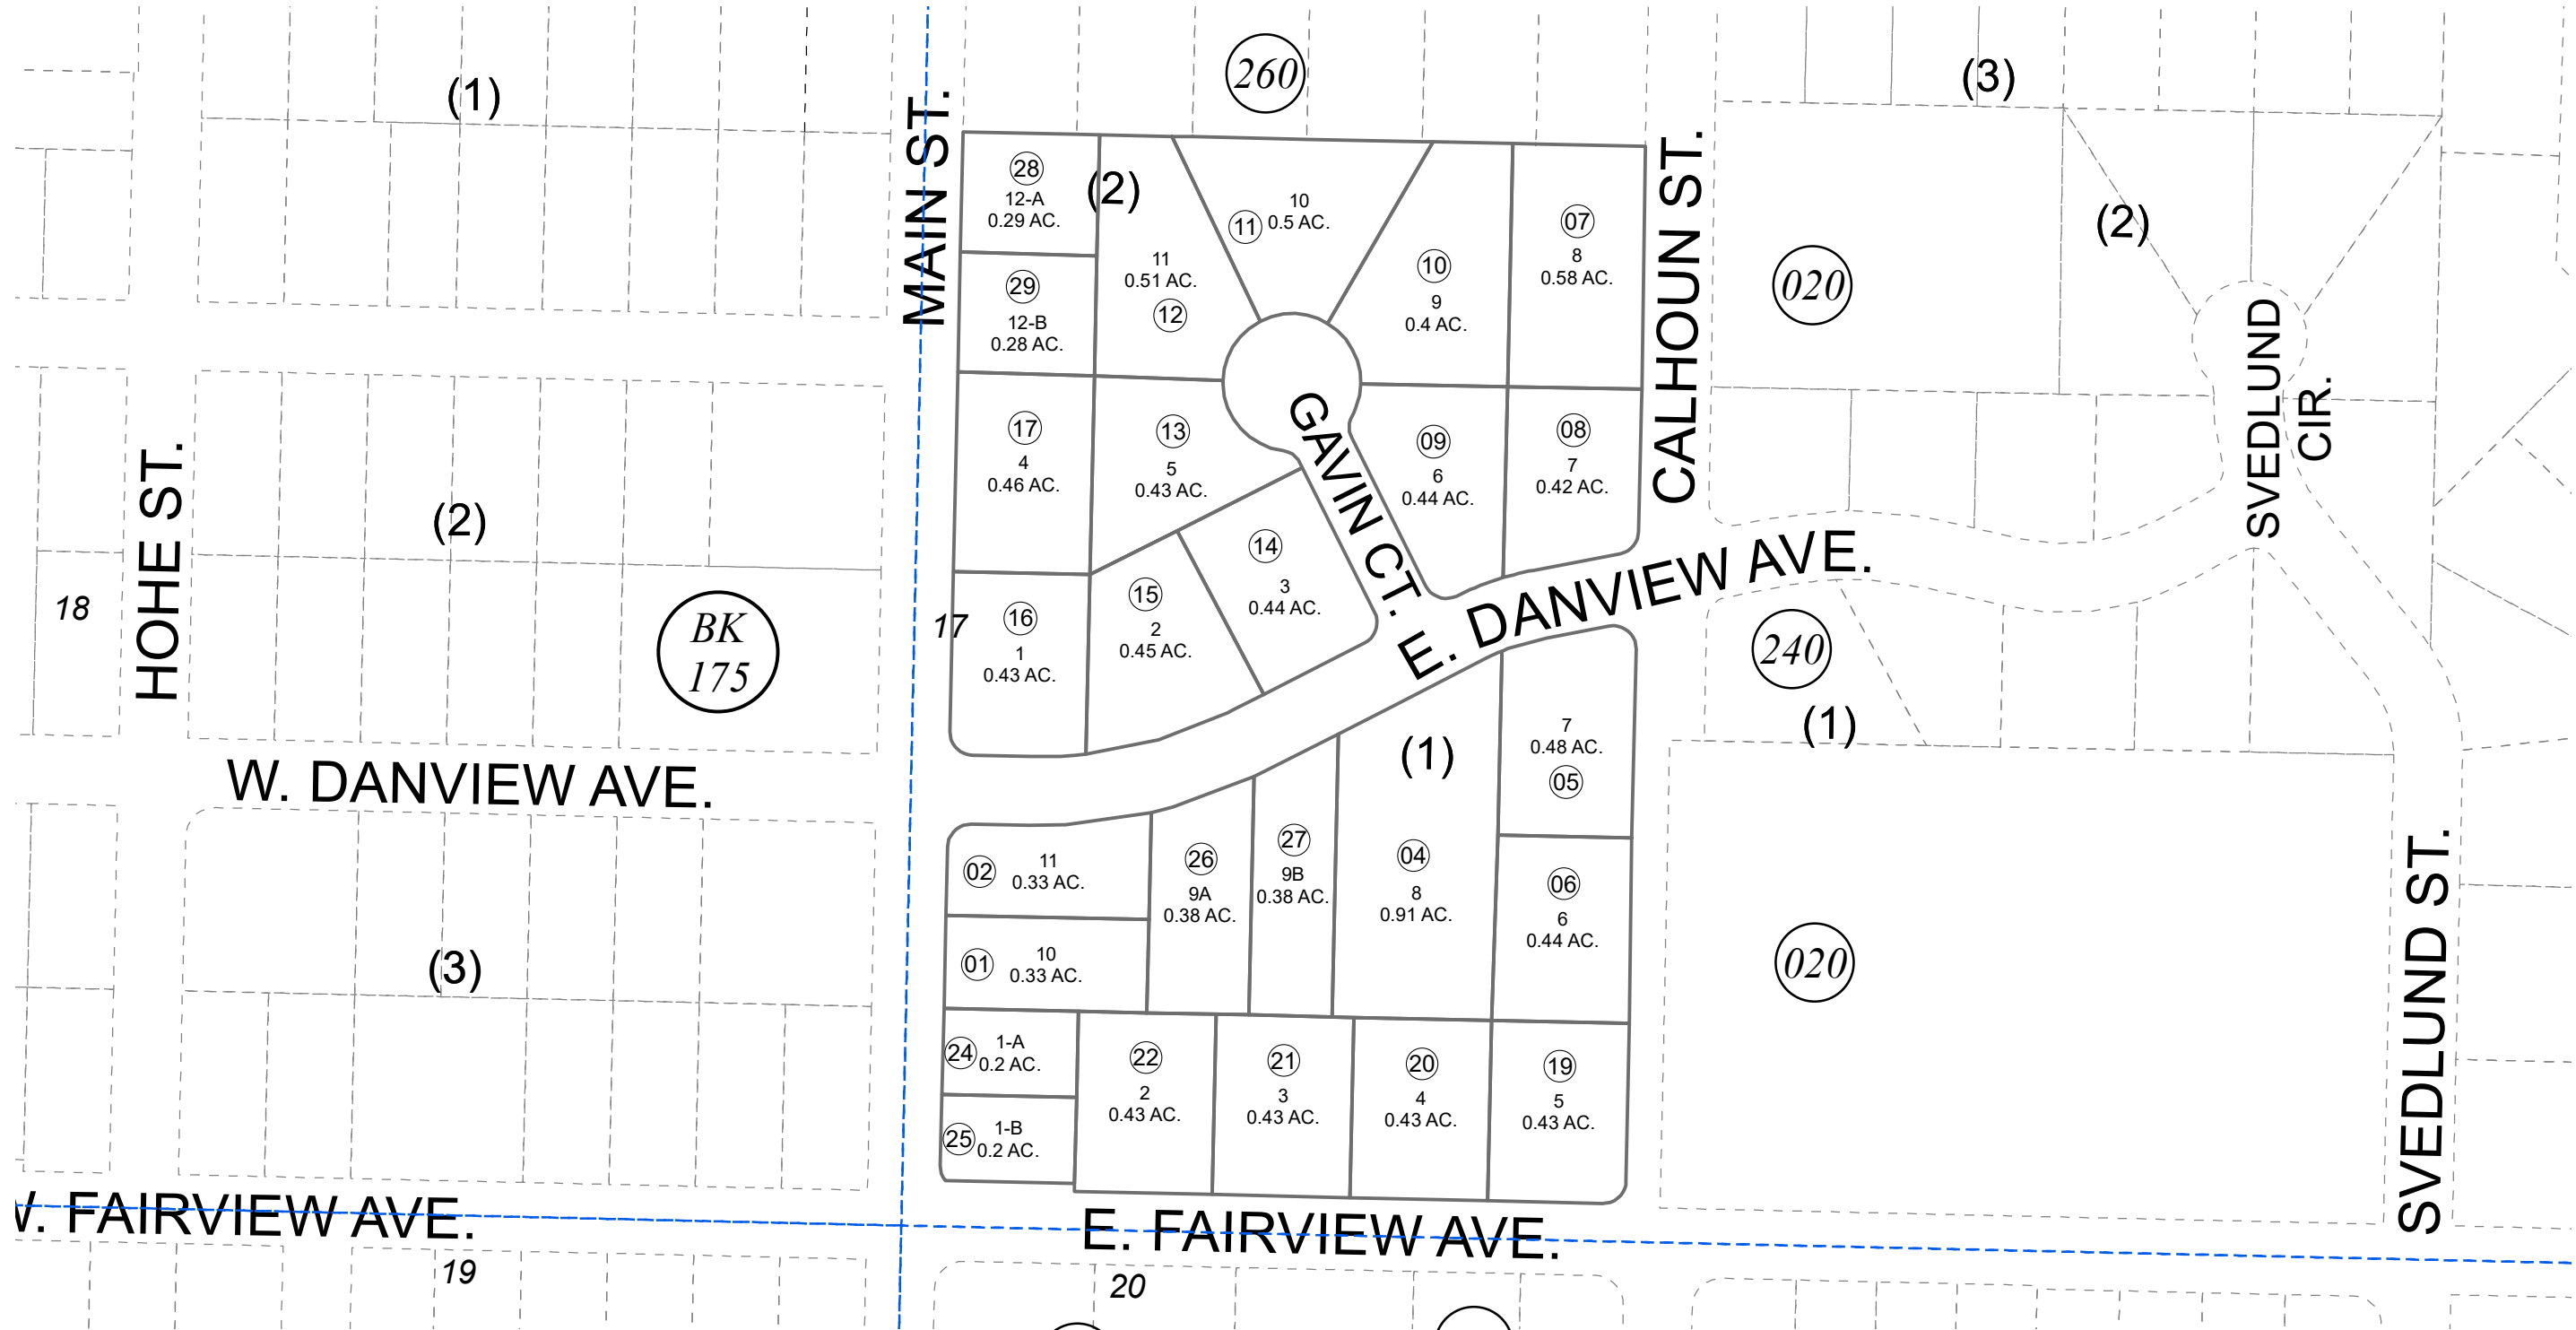 (1)
260
(3)
MAIN ST.
CALHOUN ST.
28
12-A
0.29 AC.
(2)
10
11
0.5 AC.
07
8
0.58 AC.
(2)
11
0.51 AC.
12
10
9
0.4 AC.
020
29
12-B
0.28 AC.
SVEDLUND
CIR.
GAVIN CT.
17
4
0.46 AC.
13
5
0.43 AC.
09
6
0.44 AC.
08
7
0.42 AC.
HOHE ST.
(2)
18
BK
175
17
16
1
0.43 AC.
15
2
0.45 AC.
14
3
0.44 AC.
E. DANVIEW AVE.
240
(1)
W. DANVIEW AVE.
(1)
7
0.48 AC.
05
02
11
0.33 AC.
26
9A
0.38 AC.
27
9B
0.38 AC.
04
8
0.91 AC.
06
6
0.44 AC.
(3)
01
10
0.33 AC.
020
SVEDLUND ST.
24
1-A
0.2 AC.
22
2
0.43 AC.
21
3
0.43 AC.
20
4
0.43 AC.
19
5
0.43 AC.
25
1-B
0.2 AC.
W. FAIRVIEW AVE.
E. FAIRVIEW AVE.
19
20